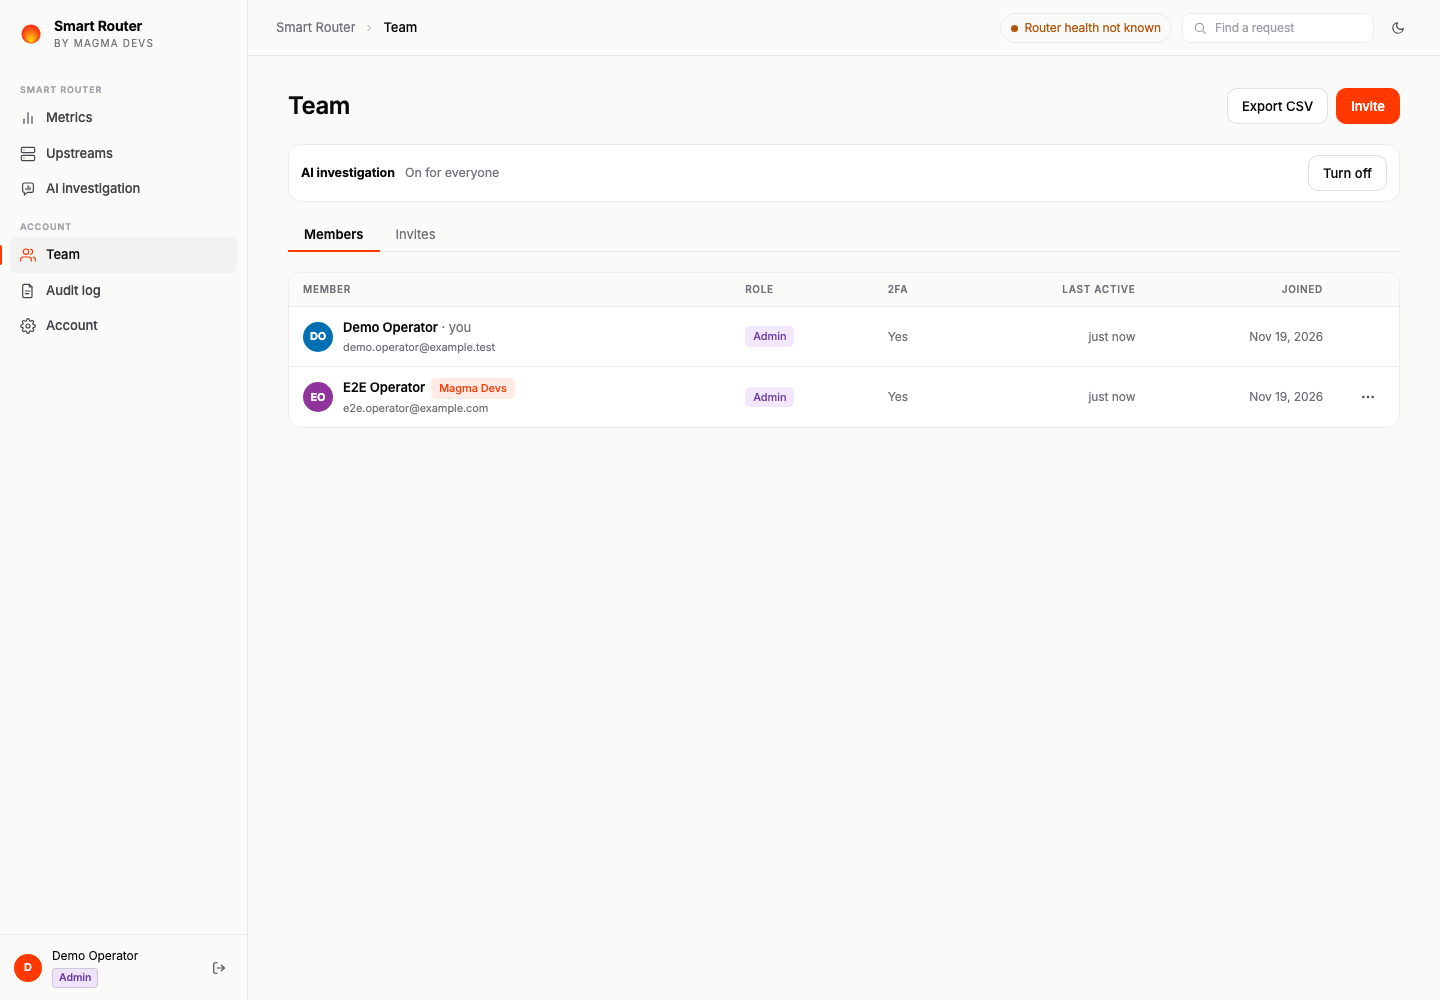 Smart Router
BY MAGMA DEVS
SMART ROUTER
Metrics
Upstreams
AI investigation
ACCOUNT
Team
Audit log
Account
D
Demo Operator
Admin
Smart Router › Team
Router health not known
Find a request
Team
Export CSV
Invite
AI investigation On for everyone
Turn off
Members Invites
MEMBER ROLE 2FA LAST ACTIVE JOINED
DO Demo Operator · you
demo.operator@example.test
Admin Yes just now Nov 19, 2026
EO E2E Operator Magma Devs
e2e.operator@example.com
Admin Yes just now Nov 19, 2026